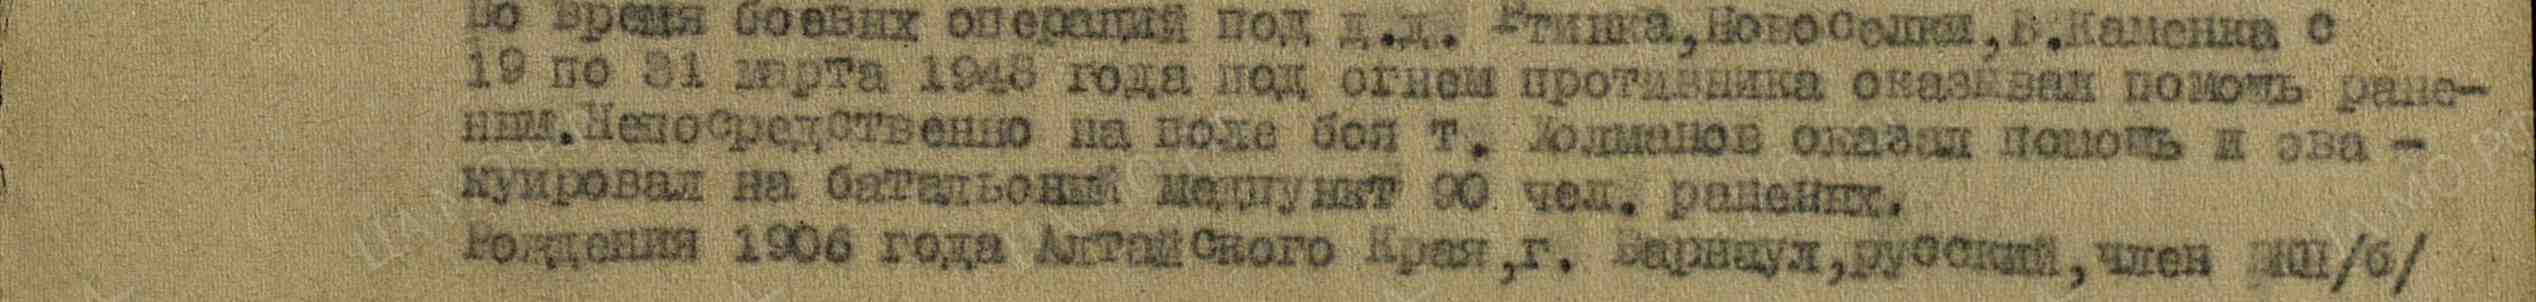 Во время боевых операций под д.д. Этинка,НовоСелки,В.Каменка с
19 по 31 марта 1943 года под огнем противника оказывал помощь ране-
ным.Непосредственно на поле боя т. Холманов оказал помощь и эва -
куировал на батальоный медпункт 90 чел. раненых.
Рождения 1906 года Алтайского Края,г. Барнаул,русский,член ВКП/б/